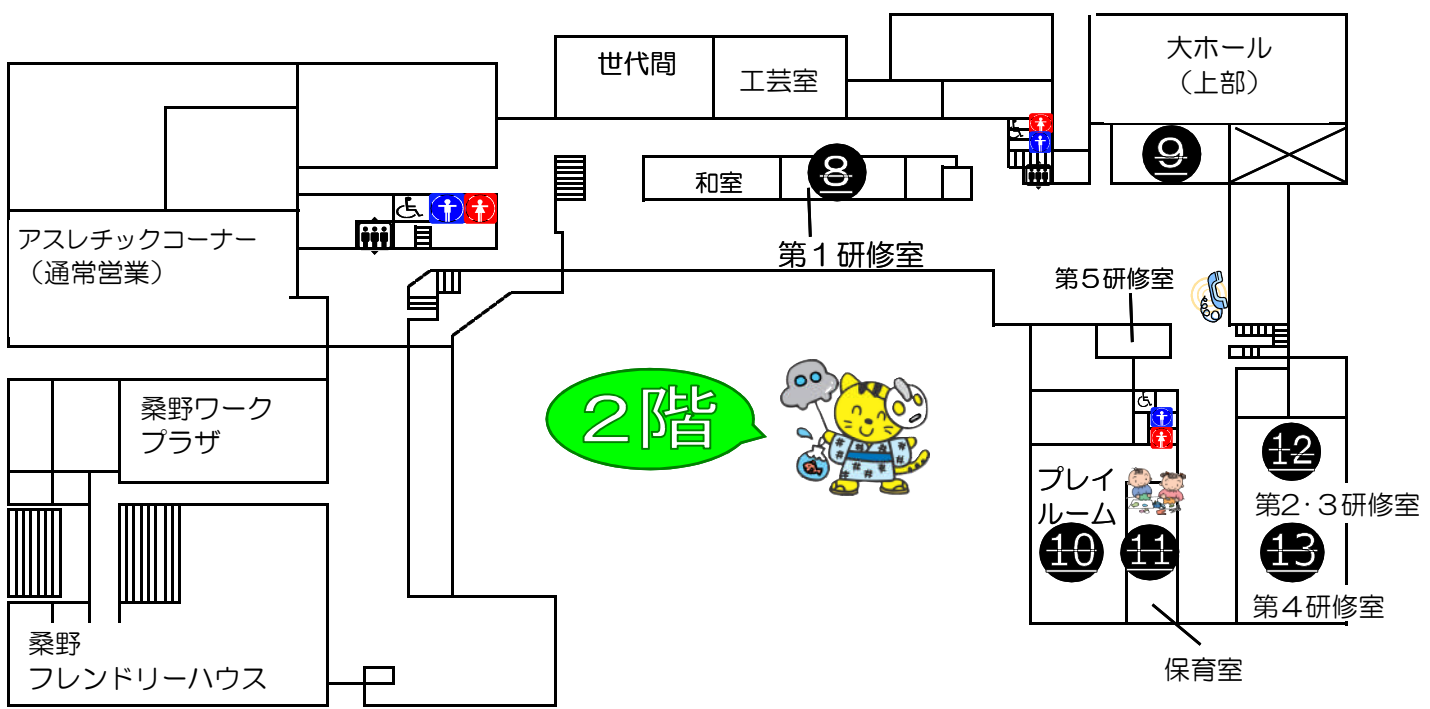 世代間
工芸室
大ホール
（上部）
8
9
和室
第１研修室
アスレチックコーナー
（通常営業）
第５研修室
２階
桑野ワーク
プラザ
プレイ
ルーム
10
11
12
第2・３研修室
13
第４研修室
保育室
桑野
フレンドリーハウス